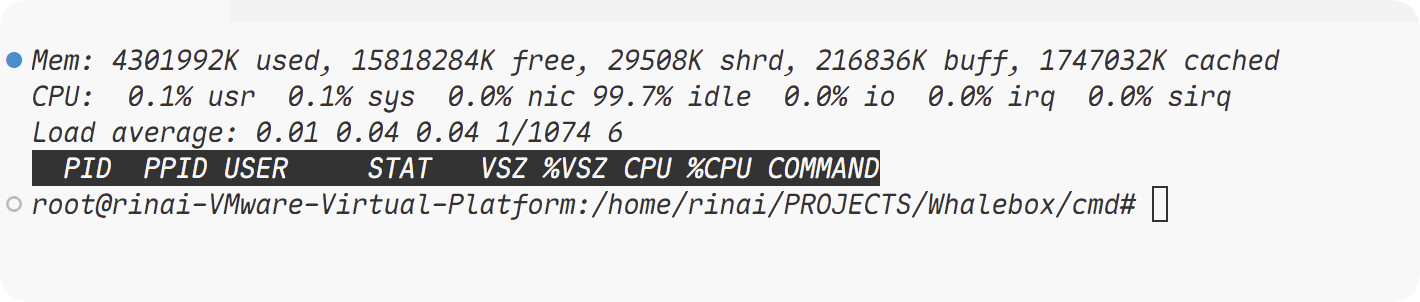 Mem: 4301992K used, 15818284K free, 29508K shrd, 216836K buff, 1747032K cached
CPU:  0.1% usr  0.1% sys  0.0% nic 99.7% idle  0.0% io  0.0% irq  0.0% sirq
Load average: 0.01 0.04 0.04 1/1074 6
  PID  PPID USER     STAT   VSZ %VSZ CPU %CPU COMMAND
root@rinai-VMware-Virtual-Platform:/home/rinai/PROJECTS/Whalebox/cmd#